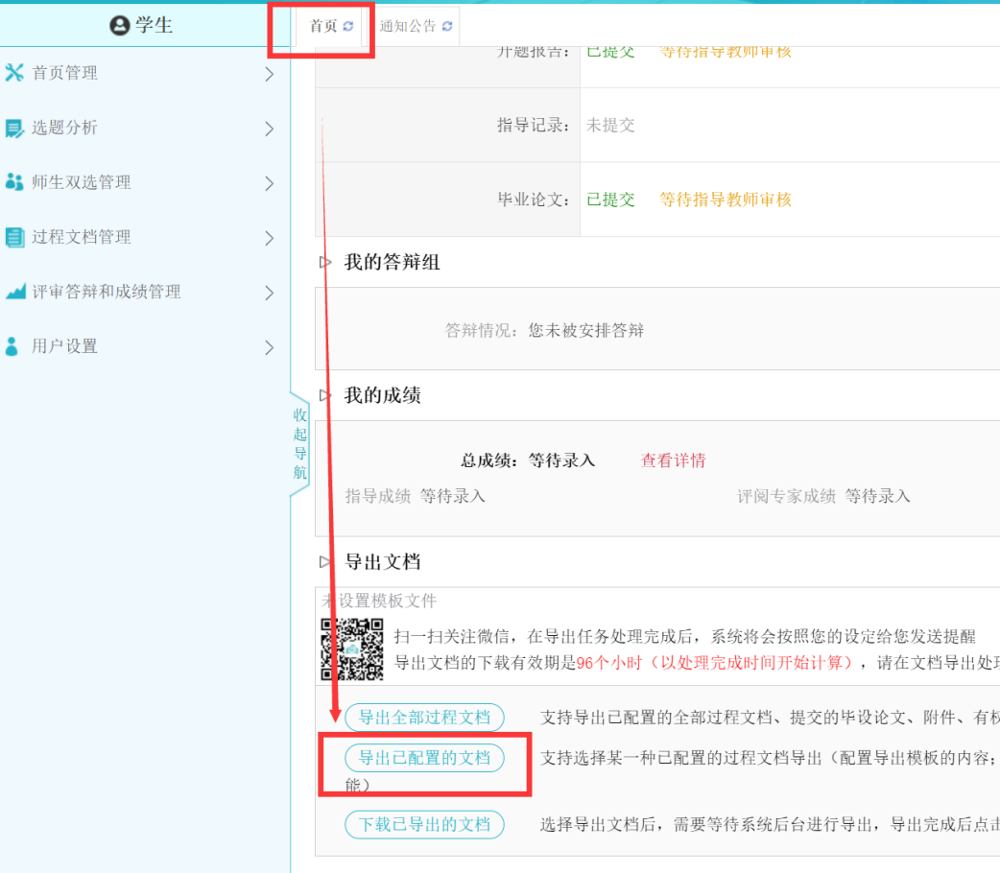 学生
首页
通知公告
首页管理
选题分析
师生双选管理
过程文档管理
评审答辩和成绩管理
用户设置
收起导航
开题报告： 已提交 等待指导教师审核
指导记录： 未提交
毕业论文： 已提交 等待指导教师审核
我的答辩组
答辩情况：您未被安排答辩
我的成绩
总成绩：等待录入 查看详情
指导成绩 等待录入 评阅专家成绩 等待录入
导出文档
未设置模板文件
扫一扫关注微信，在导出任务处理完成后，系统将会按照您的设定给您发送提醒
导出文档的下载有效期是96个小时（以处理完成时间开始计算），请在文档导出处理
导出全部过程文档 支持导出已配置的全部过程文档、提交的毕设论文、附件、有权
导出已配置的文档 支持选择某一种已配置的过程文档导出（配置导出模板的内容；
能）
下载已导出的文档 选择导出文档后，需要等待系统后台进行导出，导出完成后点击